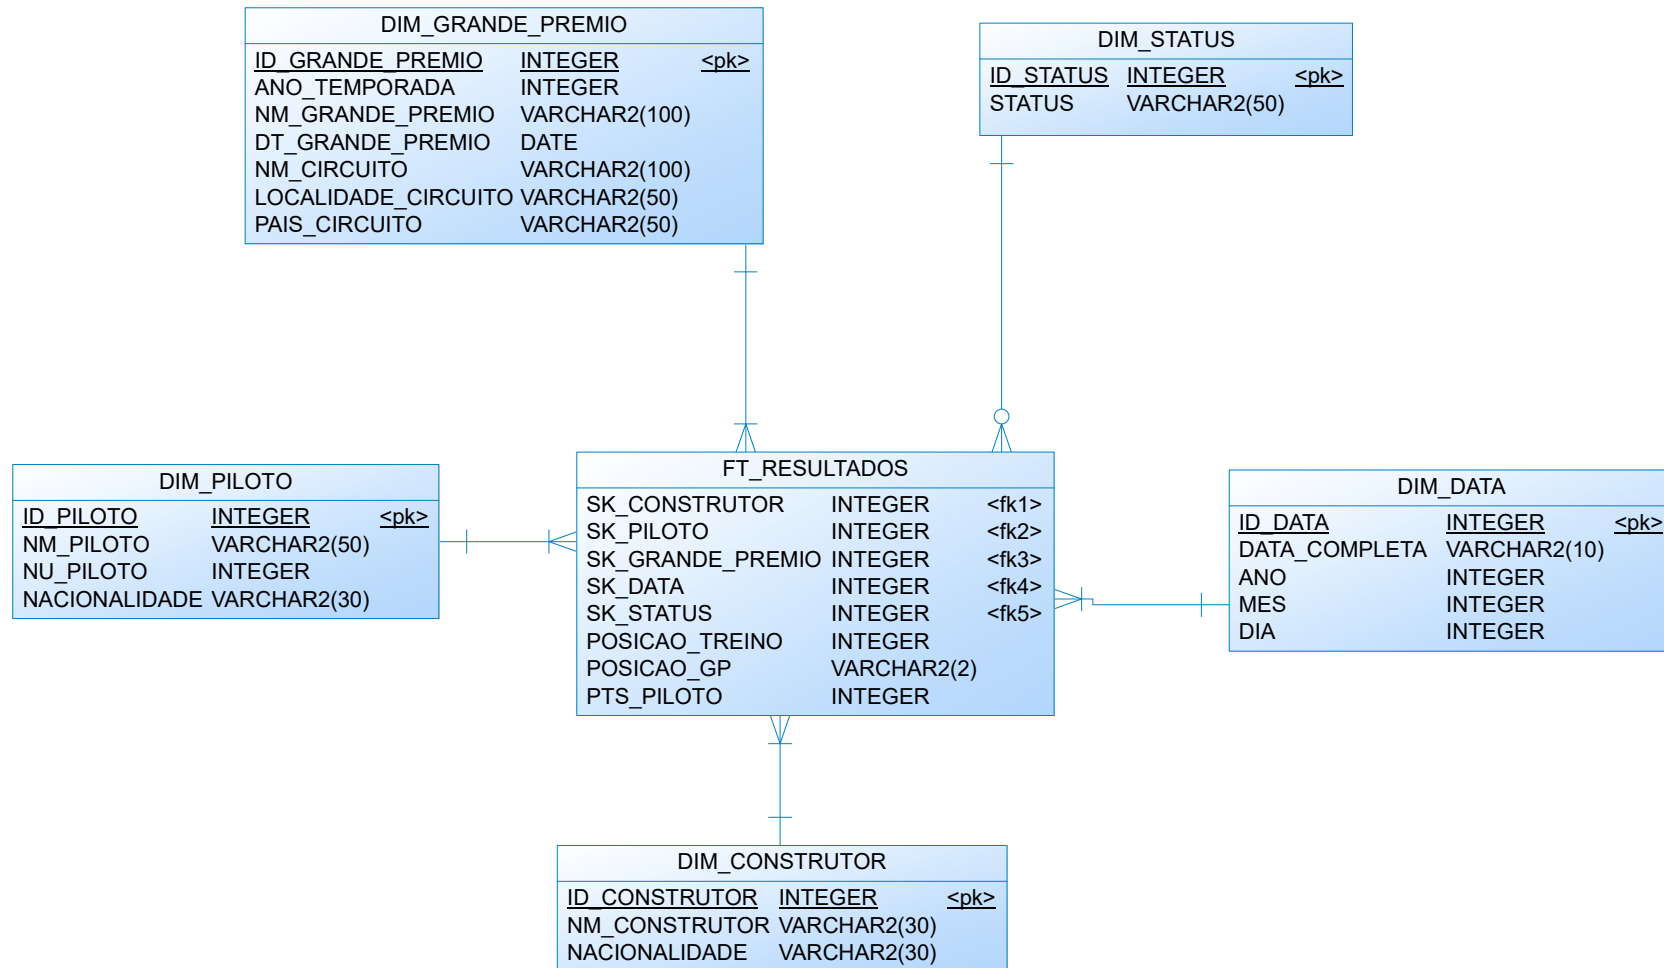 DIM_GRANDE_PREMIO
ID_GRANDE_PREMIO INTEGER <pk>
ANO_TEMPORADA INTEGER
NM_GRANDE_PREMIO VARCHAR2(100)
DT_GRANDE_PREMIO DATE
NM_CIRCUITO VARCHAR2(100)
LOCALIDADE_CIRCUITO VARCHAR2(50)
PAIS_CIRCUITO VARCHAR2(50)
DIM_STATUS
ID_STATUS INTEGER <pk>
STATUS VARCHAR2(50)
DIM_PILOTO
ID_PILOTO INTEGER <pk>
NM_PILOTO VARCHAR2(50)
NU_PILOTO INTEGER
NACIONALIDADE VARCHAR2(30)
FT_RESULTADOS
SK_CONSTRUTOR INTEGER <fk1>
SK_PILOTO INTEGER <fk2>
SK_GRANDE_PREMIO INTEGER <fk3>
SK_DATA INTEGER <fk4>
SK_STATUS INTEGER <fk5>
POSICAO_TREINO INTEGER
POSICAO_GP VARCHAR2(2)
PTS_PILOTO INTEGER
DIM_DATA
ID_DATA INTEGER <pk>
DATA_COMPLETA VARCHAR2(10)
ANO INTEGER
MES INTEGER
DIA INTEGER
DIM_CONSTRUTOR
ID_CONSTRUTOR INTEGER <pk>
NM_CONSTRUTOR VARCHAR2(30)
NACIONALIDADE VARCHAR2(30)